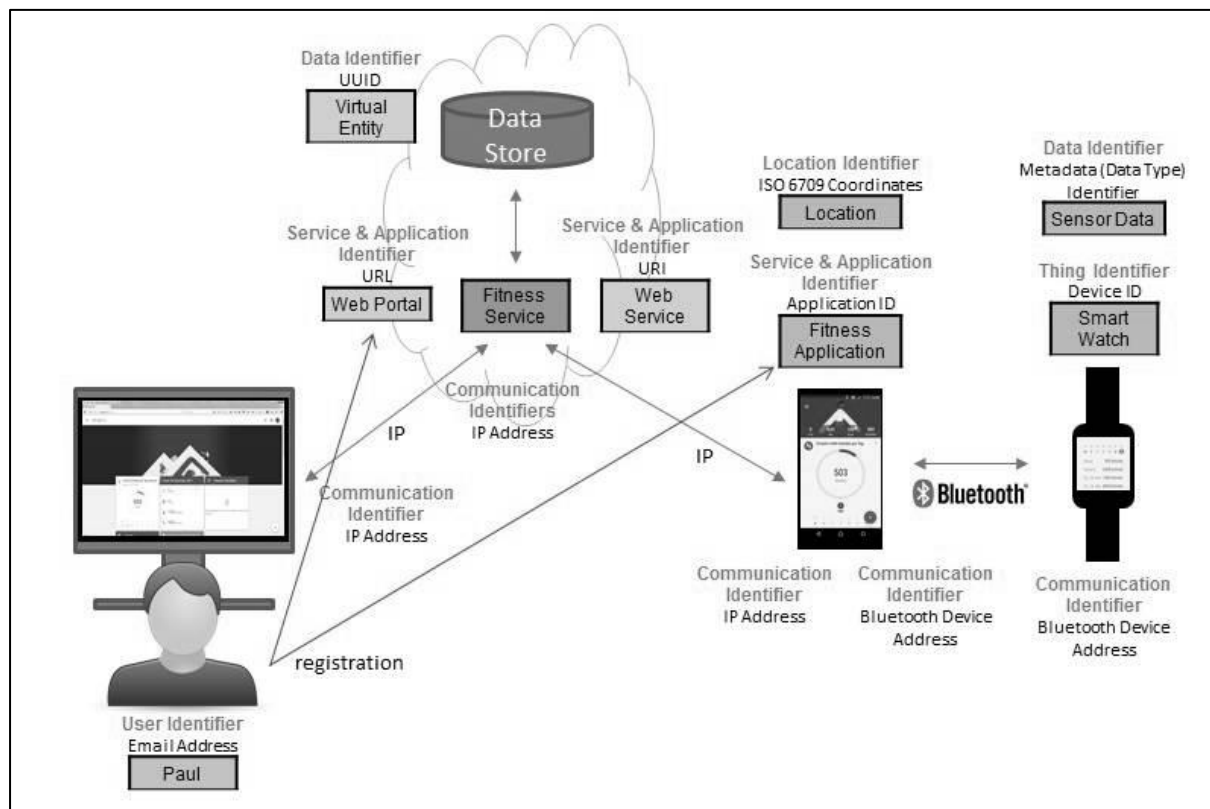 Data Identifier
UUID
Virtual
Entity
Data
Store
Location Identifier
ISO 6709 Coordinates
Location
Data Identifier
Metadata (Data Type)
Identifier
Sensor Data
Service & Application
Identifier
URL
Web Portal
Fitness
Service
Service & Application
Identifier
URI
Web
Service
Service & Application
Identifier
Application ID
Fitness
Application
Thing Identifier
Device ID
Smart
Watch
Communication
Identifiers
IP Address
IP
IP
503
503
Bluetooth
Communication
Identifier
IP Address
Communication
Identifier
IP Address
Communication
Identifier
Bluetooth Device
Address
Communication
Identifier
Bluetooth Device
Address
registration
User Identifier
Email Address
Paul